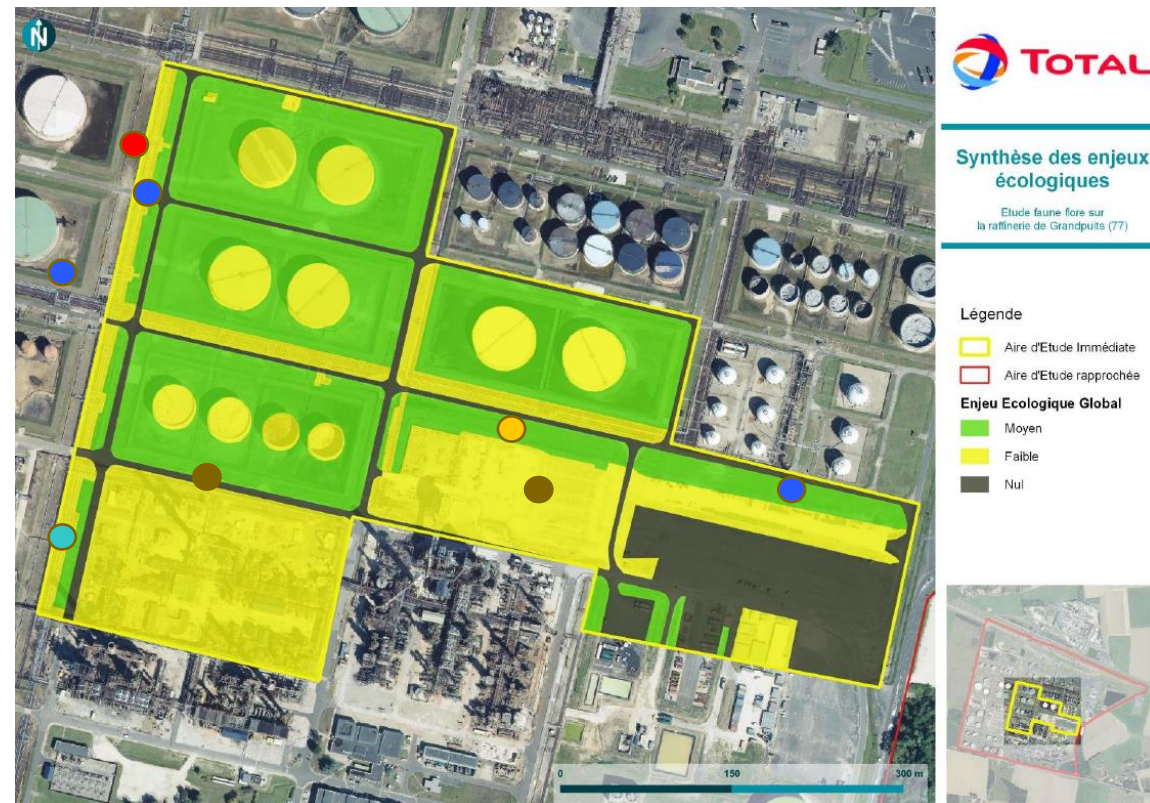 N
TOTAL
Synthèse des enjeux
écologiques
Etude faune flore sur
la raffinerie de Grandpuits (77)
Légende
Aire d'Etude Immédiate
Aire d'Etude rapprochée
Enjeu Ecologique Global
Moyen
Faible
Nul
0 150 300 m